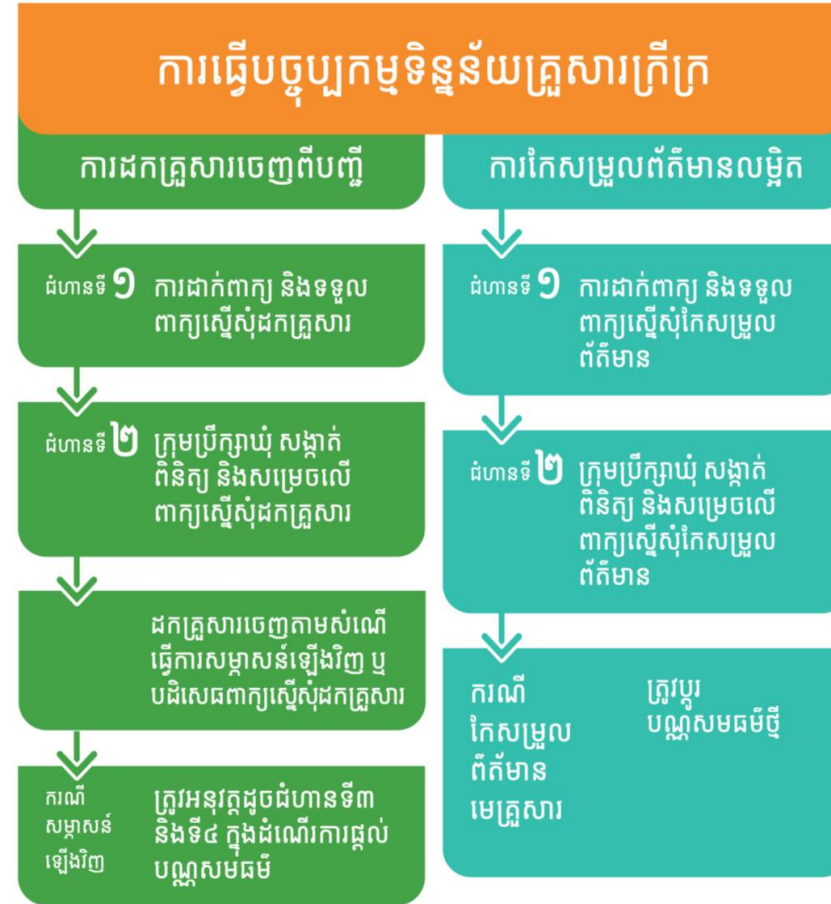 ការធ្វើបច្ចុប្បកម្មទិន្នន័យគ្រួសារក្រីក្រ
ការដកគ្រួសារចេញពីបញ្ជី
ជំហានទី ១ ការដាក់ពាក្យ និងទទួល
ពាក្យស្នើសុំដកគ្រួសារ
ជំហានទី ២ ក្រុមប្រឹក្សាឃុំ សង្កាត់
ពិនិត្យ និងសម្រេចលើ
ពាក្យស្នើសុំដកគ្រួសារ
ដកគ្រួសារចេញតាមសំណើ
ធ្វើការសម្ភាសន៍ឡើងវិញ ឬ
បដិសេធពាក្យស្នើសុំដកគ្រួសារ
ករណី
សម្ភាសន៍
ឡើងវិញ
ត្រូវអនុវត្តដូចជំហានទី៣
និងទី៤ ក្នុងដំណើរការផ្តល់
បណ្ណសមធម៌
ការកែសម្រួលព័ត៌មានលម្អិត
ជំហានទី ១ ការដាក់ពាក្យ និងទទួល
ពាក្យស្នើសុំកែសម្រួល
ព័ត៌មាន
ជំហានទី ២ ក្រុមប្រឹក្សាឃុំ សង្កាត់
ពិនិត្យ និងសម្រេចលើ
ពាក្យស្នើសុំកែសម្រួល
ព័ត៌មាន
ករណី
កែសម្រួល
ព័ត៌មាន
មេគ្រួសារ
ត្រូវប្តូរ
បណ្ណសមធម៌ថ្មី